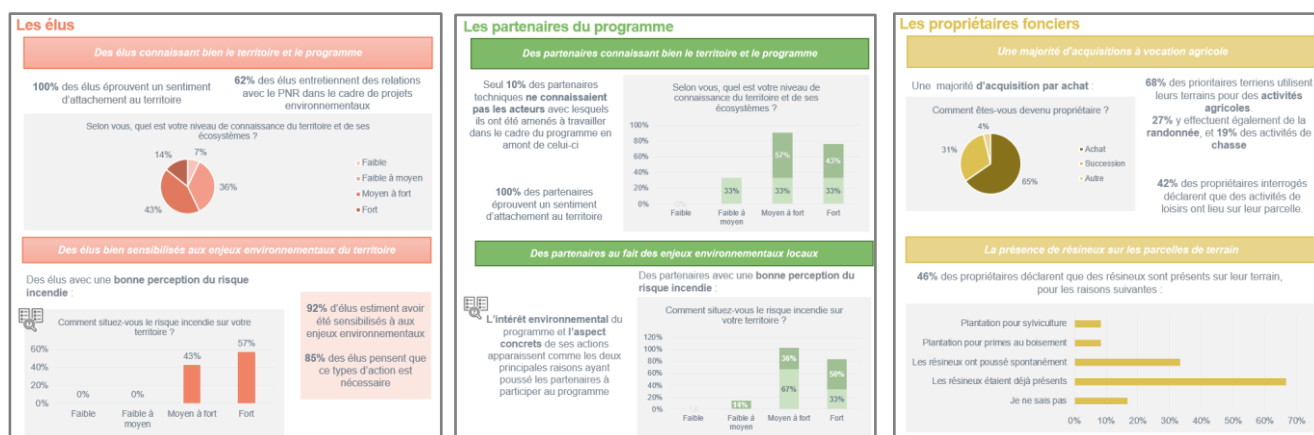 Les élus
Des élus connaissant bien le territoire et le programme
100% des élus éprouvent un sentiment
d'attachement au territoire
62% des élus entretiennent des relations
avec le PNR dans le cadre de projets
environnementaux
Selon vous, quel est votre niveau de connaissance du territoire et de ses
écosystèmes ?
14%
7%
36%
43%
Faible
Faible à moyen
Moyen à fort
Fort
Des élus bien sensibilisés aux enjeux environnementaux du territoire
Des élus avec une bonne perception du risque
incendie :
Comment situez-vous le risque incendie sur votre
territoire ?
60%
40%
20%
0%
0%
0%
43%
57%
Faible
Faible à
moyen
Moyen à fort
Fort
92% d'élus estiment avoir
été sensibilisés à aux
enjeux environnementaux
85% des élus pensent que
ce types d'action est
nécessaire
Les partenaires du programme
Des partenaires connaissant bien le territoire et le programme
Seul 10% des partenaires
techniques ne connaissaient
pas les acteurs avec lesquels
ils ont été amenés à travailler
dans le cadre du programme en
amont de celui-ci
100% des partenaires
éprouvent un sentiment
d'attachement au territoire
Selon vous, quel est votre niveau de
connaissance du territoire et de ses
écosystèmes ?
100%
80%
60%
40%
20%
0%
33%
57%
33%
43%
33%
Faible
Faible à
moyen
Moyen à fort
Fort
Des partenaires au fait des enjeux environnementaux locaux
Des partenaires avec une bonne perception du
risque incendie :
L'intérêt environnemental du
programme et l'aspect
concrets de ses actions
apparaissent comme les deux
principales raisons ayant
poussé les partenaires à
participer au programme
Comment situez-vous le risque incendie sur
votre territoire ?
120%
100%
80%
60%
40%
20%
0%
14%
36%
67%
50%
33%
Faible
Faible à
moyen
Moyen à fort
Fort
Les propriétaires fonciers
Une majorité d'acquisitions à vocation agricole
Une majorité d'acquisition par achat :
Comment êtes-vous devenu propriétaire ?
4%
31%
65%
Achat
Succession
Autre
68% des prioritaires terriens utilisent
leurs terrains pour des activités
agricoles.
27% y effectuent également de la
randonnée, et 19% des activités de
chasse
42% des propriétaires interrogés
déclarent que des activités de
loisirs ont lieu sur leur parcelle.
La présence de résineux sur les parcelles de terrain
46% des propriétaires déclarent que des résineux sont présents sur leur terrain,
pour les raisons suivantes :
Plantation pour sylviculture
Plantation pour primes au boisement
Les résineux ont poussé spontanément
Les résineux étaient déjà présents
Je ne sais pas
0%
10%
20%
30%
40%
50%
60%
70%